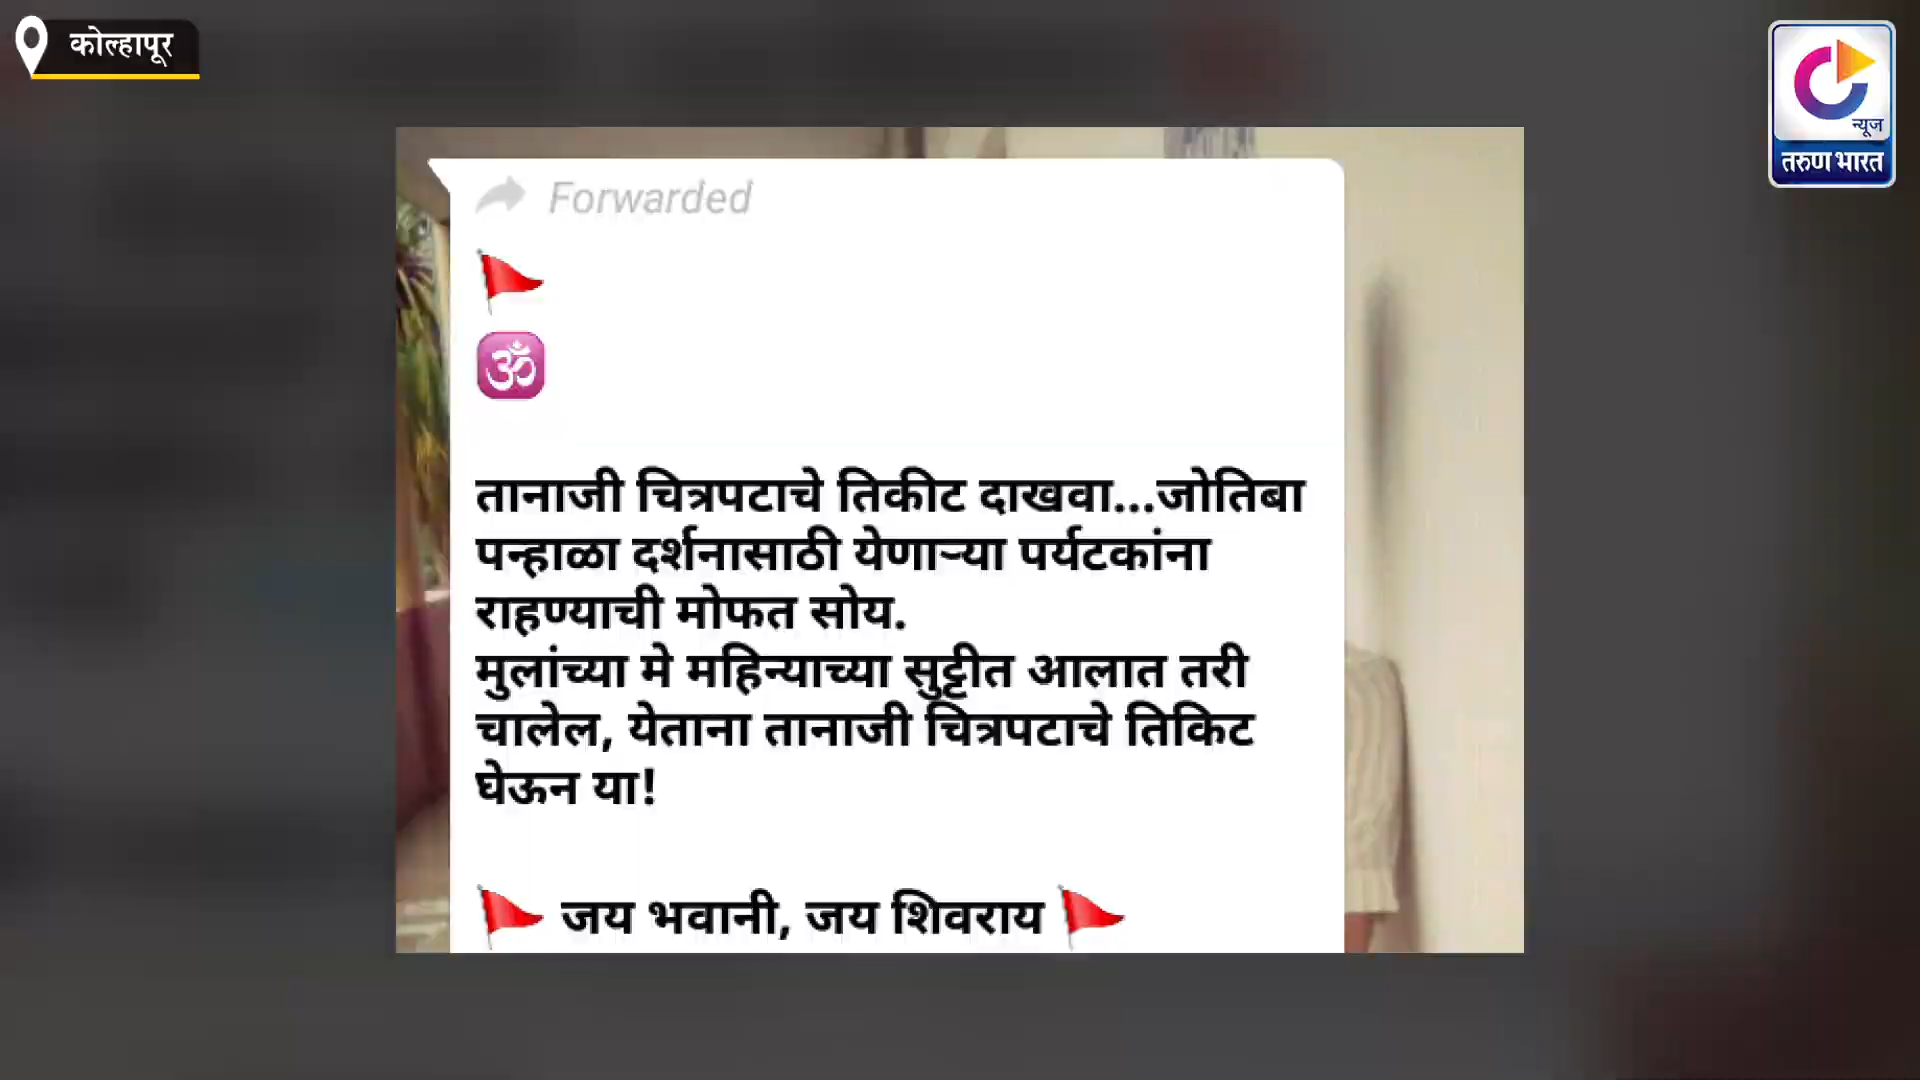 कोल्हापूर
न्यूज
तरुण भारत
Forwarded
🚩
🕉
तानाजी चित्रपटाचे तिकीट दाखवा...जोतिबा
पन्हाळा दर्शनासाठी येणाऱ्या पर्यटकांना
राहण्याची मोफत सोय.
मुलांच्या मे महिन्याच्या सुट्टीत आलात तरी
चालेल, येताना तानाजी चित्रपटाचे तिकिट
घेऊन या!
🚩 जय भवानी, जय शिवराय 🚩